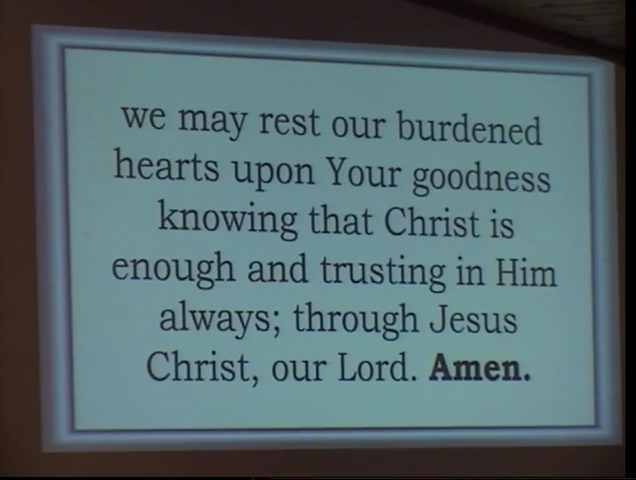 we may rest our burdened
hearts upon Your goodness
knowing that Christ is
enough and trusting in Him
always; through Jesus
Christ, our Lord. Amen.